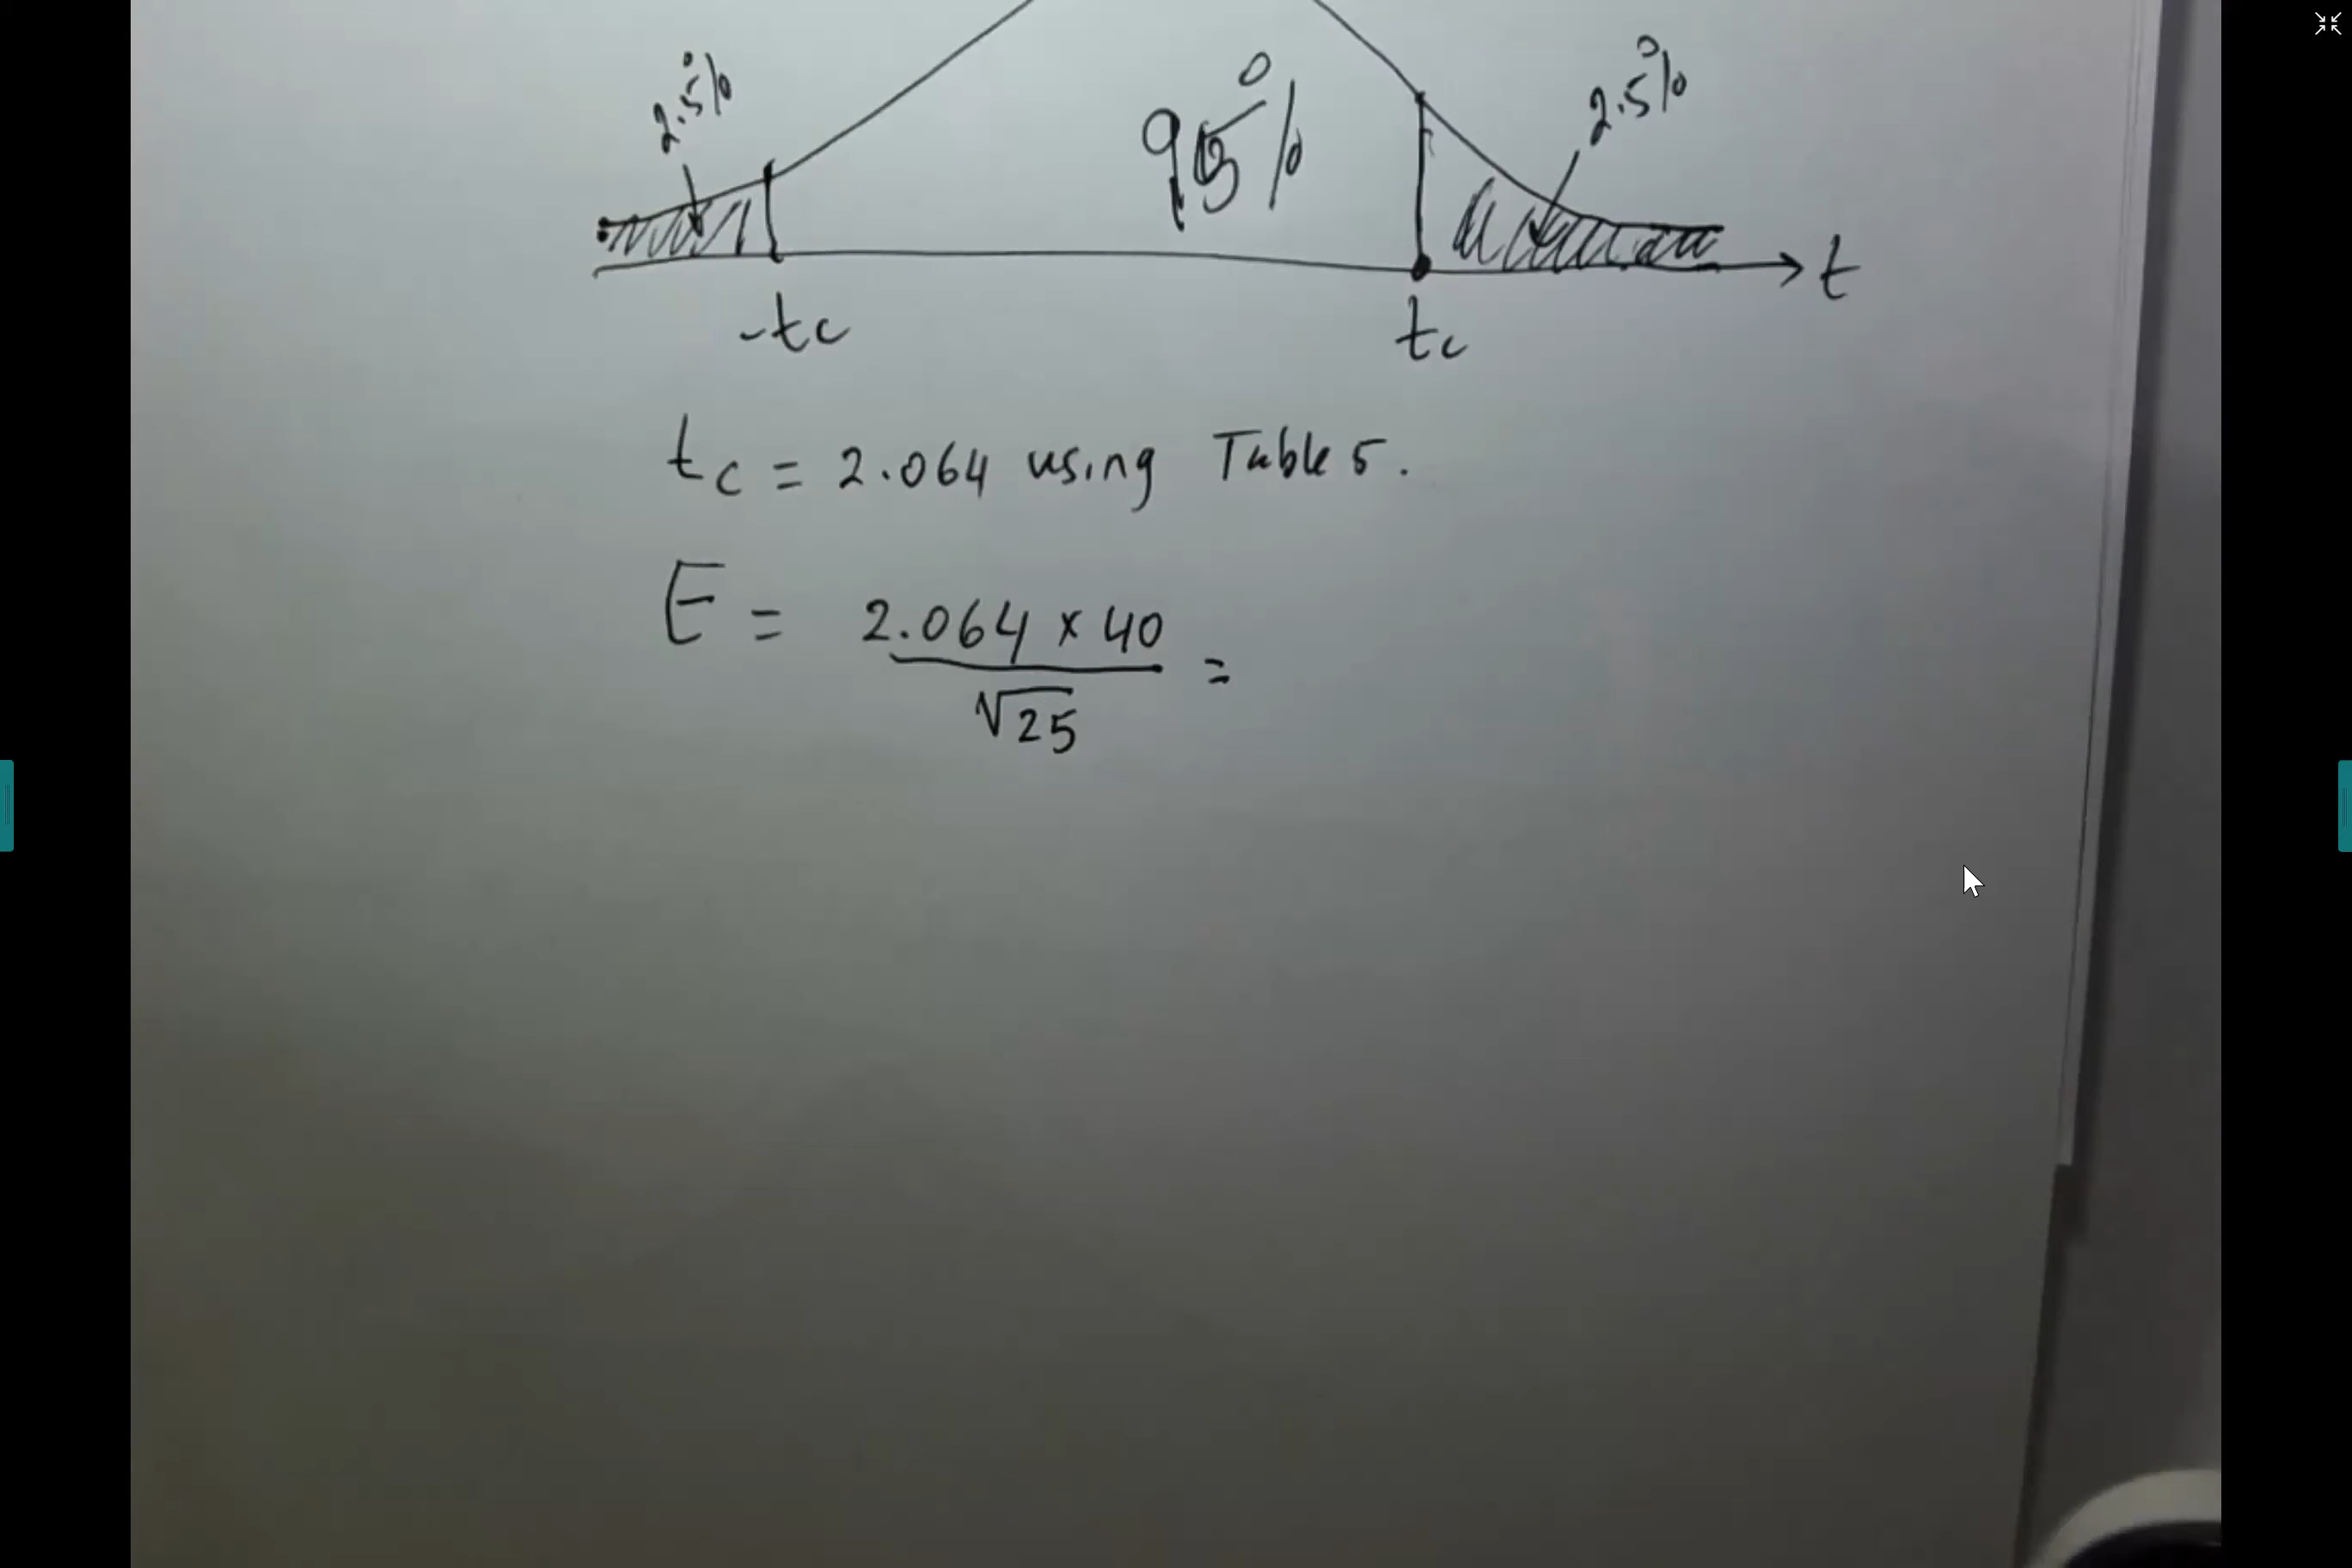 2.5% 95% 2.5%
t
-tc tc
tc = 2.064 using Table 5.
E = 2.064 x 40 =
√25